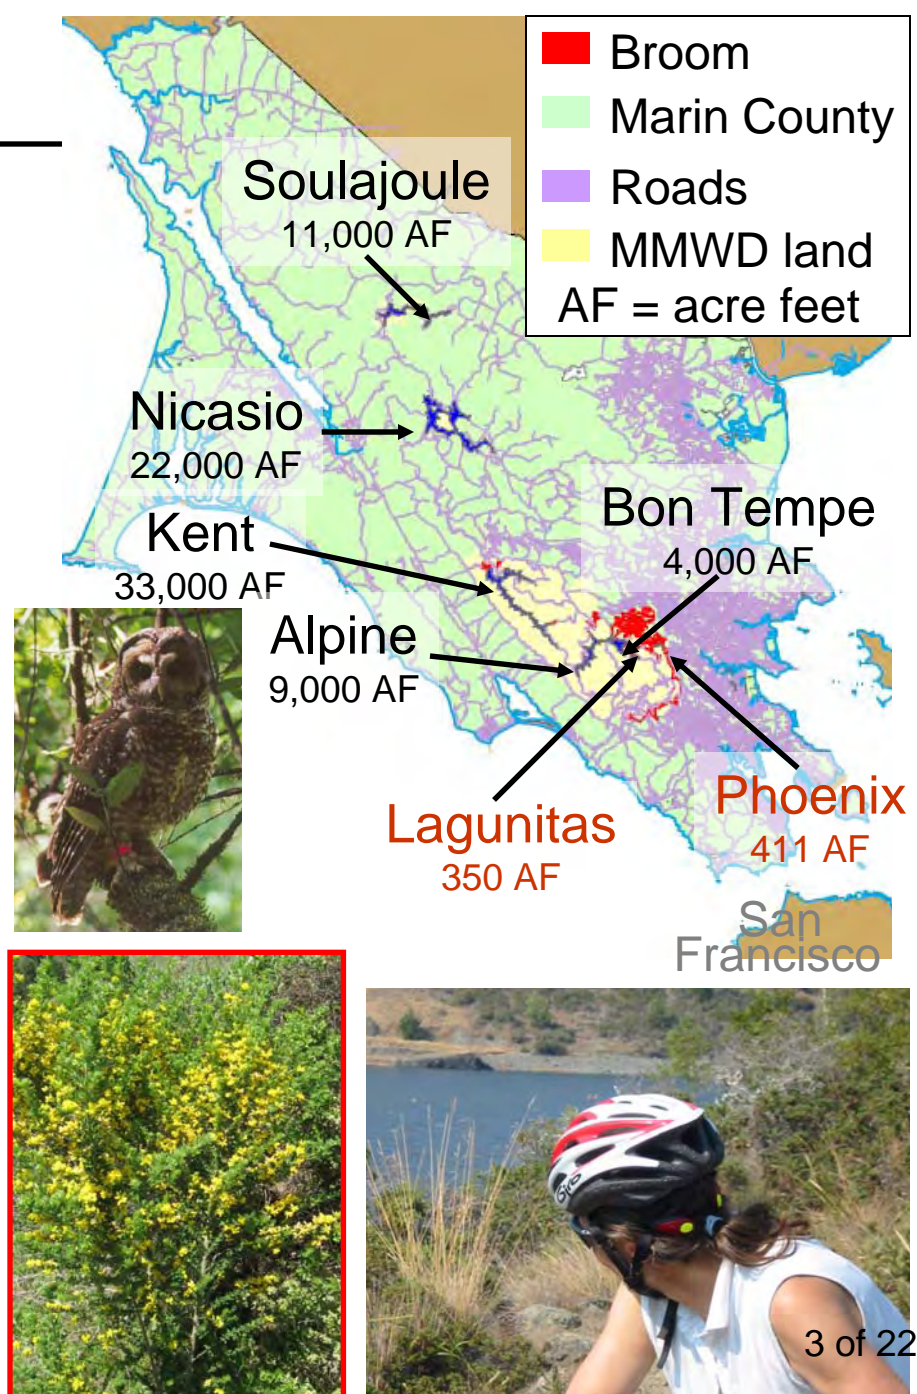 Broom
Marin County
Roads
MMWD land
AF = acre feet
Soulajoule
11,000 AF
Nicasio
22,000 AF
Kent
33,000 AF
Bon Tempe
4,000 AF
Alpine
9,000 AF
Lagunitas
350 AF
Phoenix
411 AF
San
Francisco
Giro
3 of 22